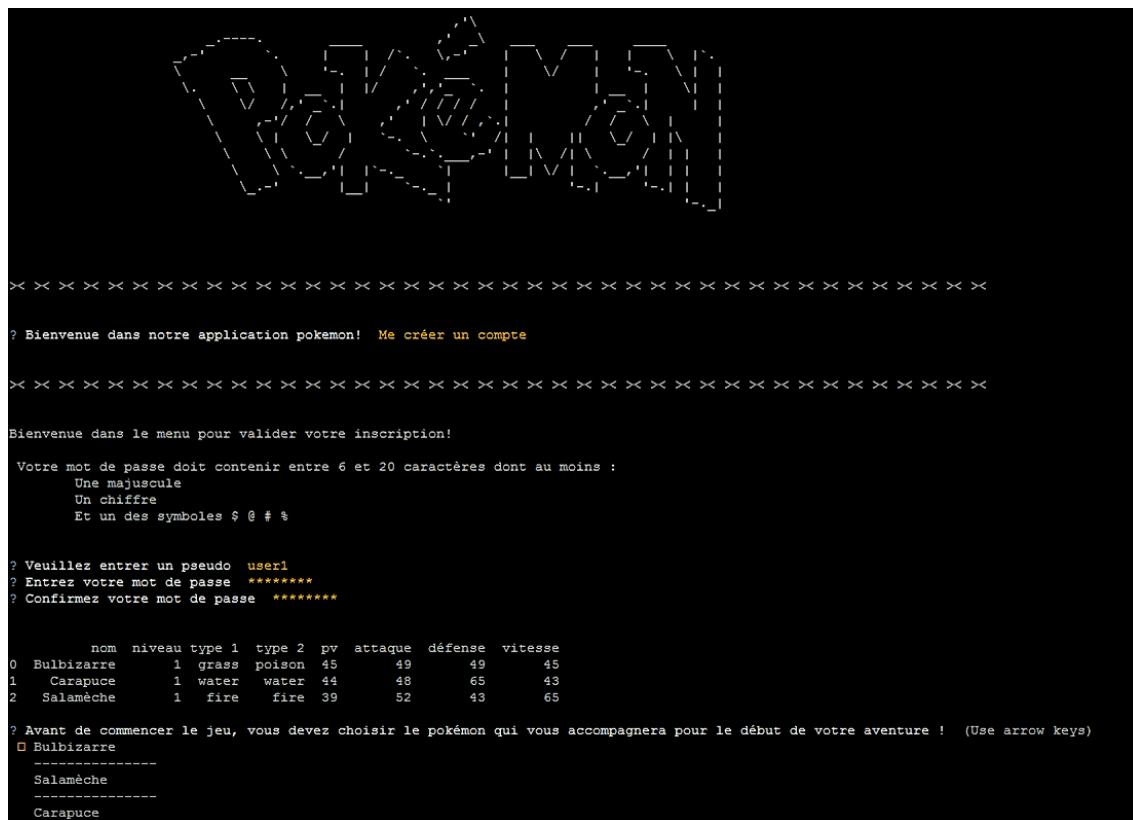 POKéMON
>< >< >< >< >< >< >< >< >< >< >< >< >< >< >< >< >< >< >< >< >< >< >< >< >< >< >< >< >< >< >< >< >< >< >< >< >< >< >< ><
? Bienvenue dans notre application pokemon!  Me créer un compte
>< >< >< >< >< >< >< >< >< >< >< >< >< >< >< >< >< >< >< >< >< >< >< >< >< >< >< >< >< >< >< >< >< >< >< >< >< >< >< ><
Bienvenue dans le menu pour valider votre inscription!
Votre mot de passe doit contenir entre 6 et 20 caractères dont au moins :
Une majuscule
Un chiffre
Et un des symboles $ @ # %
? Veuillez entrer un pseudo  user1
? Entrez votre mot de passe  ********
? Confirmez votre mot de passe  ********
nom  niveau type 1  type 2  pv  attaque  défense  vitesse
0  Bulbizarre  1  grass  poison  45  49  49  45
1  Carapuce  1  water  water  44  48  65  43
2  Salamèche  1  fire  fire  39  52  43  65
? Avant de commencer le jeu, vous devez choisir le pokémon qui vous accompagnera pour le début de votre aventure !  (Use arrow keys)
Bulbizarre
---------------
Salamèche
---------------
Carapuce